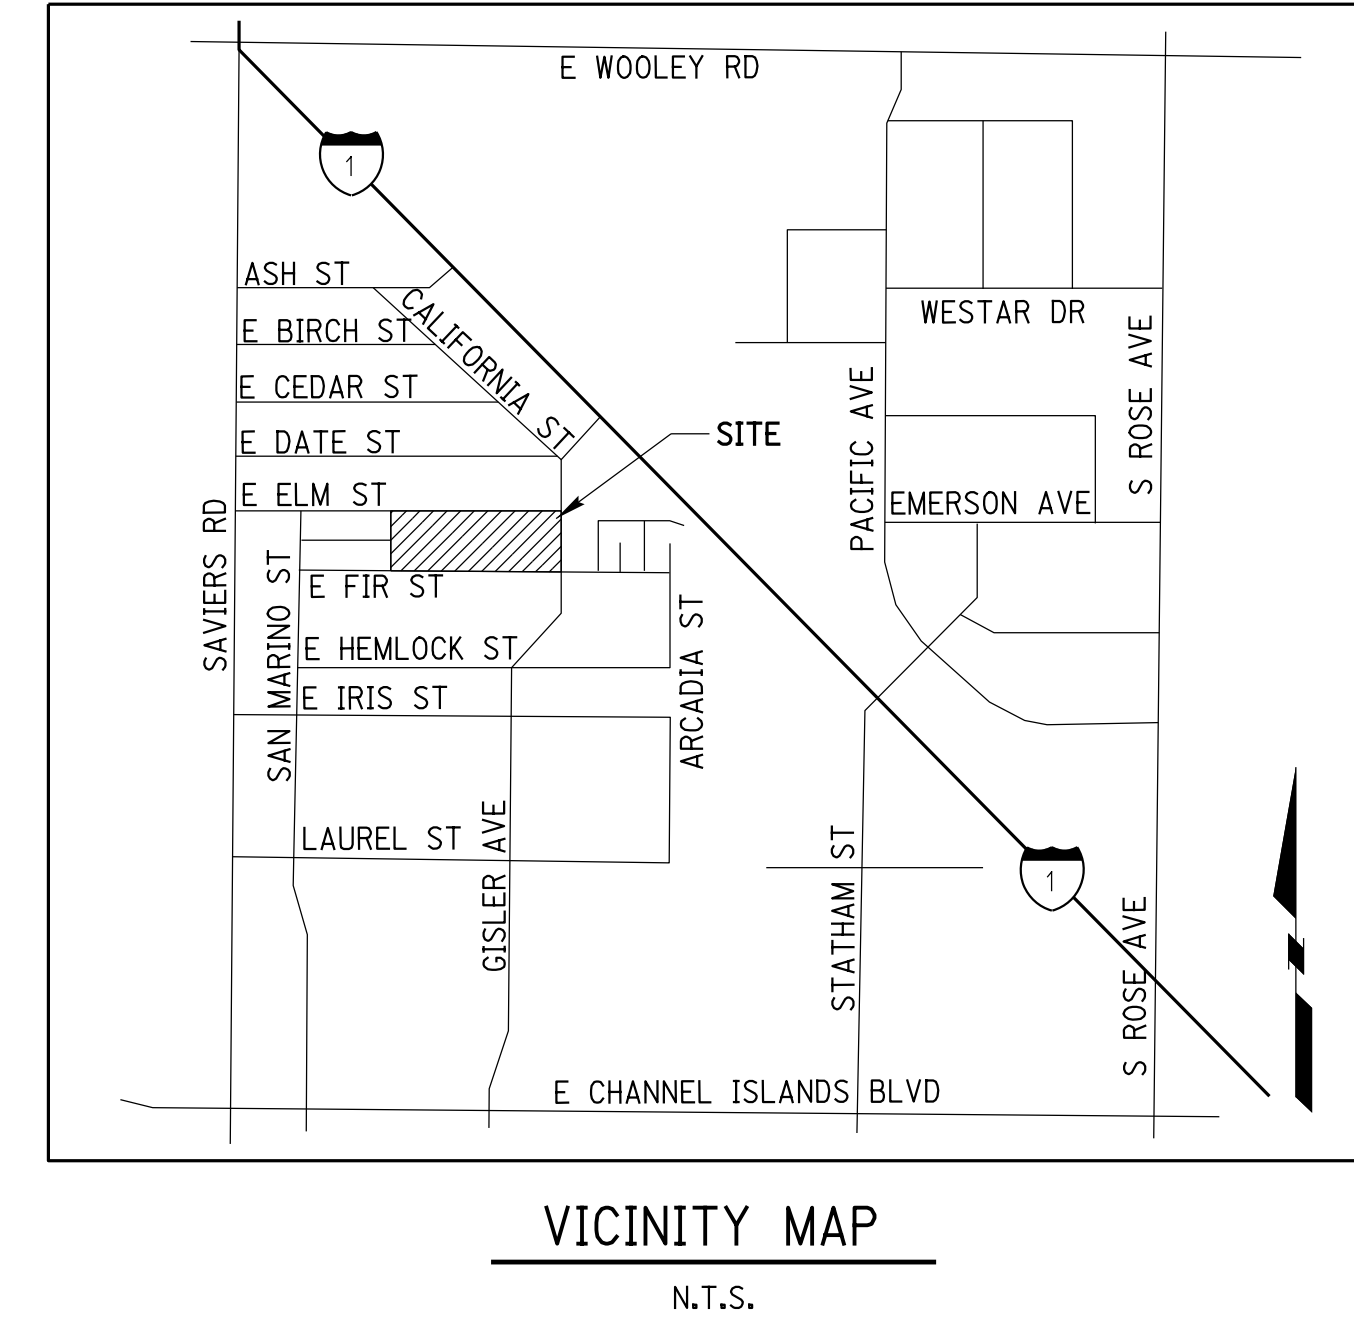 E WOOLEY RD
1
ASH ST
E BIRCH ST
CALIFORNIA ST
E CEDAR ST
E DATE ST
E ELM ST
SITE
WESTAR DR
S ROSE AVE
PACIFIC AVE
EMERSON AVE
SAVIERS RD
SAN MARINO ST
E FIR ST
E HEMLOCK ST
E IRIS ST
ARCADIA ST
LAUREL ST
GISLER AVE
STATHAM ST
1
S ROSE AVE
N
E CHANNEL ISLANDS BLVD
VICINITY MAP
N.T.S.